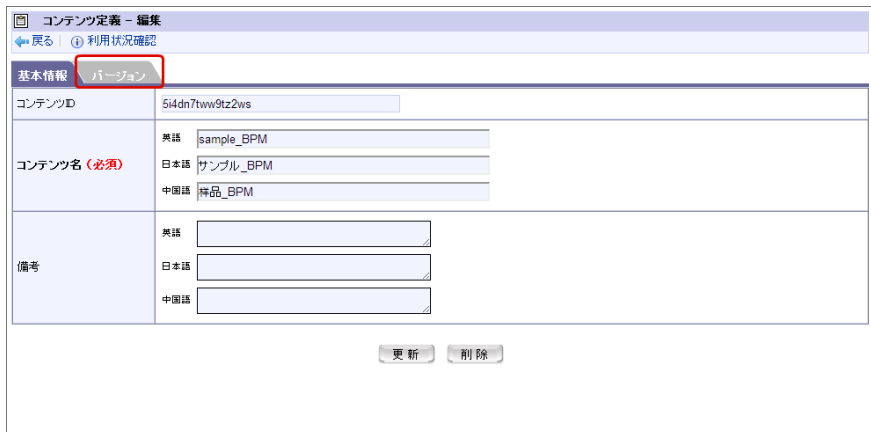 コンテンツ定義 - 編集
戻る | 利用状況確認
基本情報 バージョン
コンテンツID 5i4dn7tww9tz2ws
コンテンツ名(必須)
英語 sample_BPM
日本語 サンプル_BPM
中国語 样品_BPM
備考
英語
日本語
中国語
更新 削除